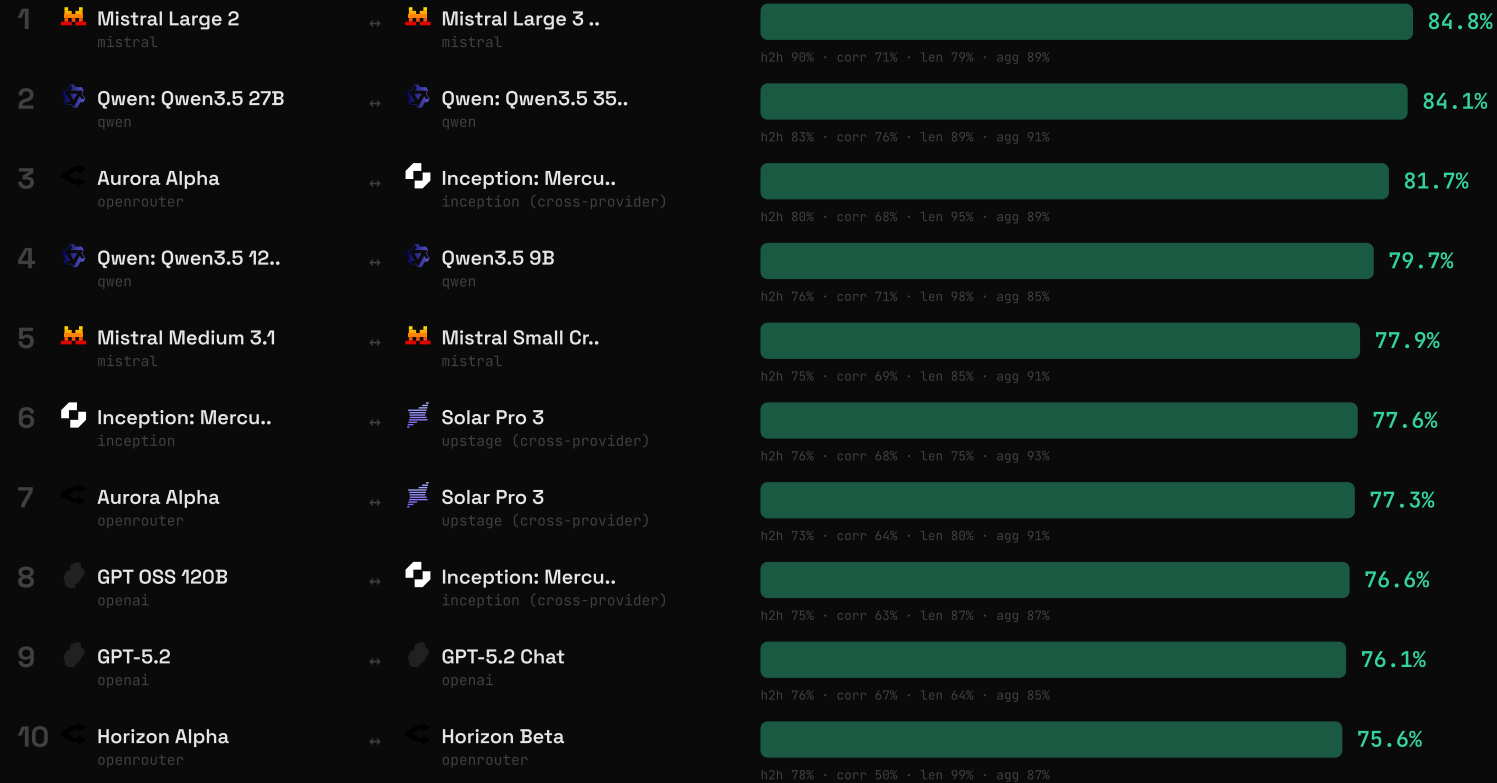 1 Mistral Large 2 ↔ Mistral Large 3 .. 84.8%
mistral mistral h2h 90% · corr 71% · len 79% · agg 89%
2 Qwen: Qwen3.5 27B ↔ Qwen: Qwen3.5 35.. 84.1%
qwen qwen h2h 83% · corr 76% · len 89% · agg 91%
3 Aurora Alpha ↔ Inception: Mercu.. 81.7%
openrouter inception (cross-provider) h2h 80% · corr 68% · len 95% · agg 89%
4 Qwen: Qwen3.5 12.. ↔ Qwen3.5 9B 79.7%
qwen qwen h2h 76% · corr 71% · len 98% · agg 85%
5 Mistral Medium 3.1 ↔ Mistral Small Cr.. 77.9%
mistral mistral h2h 75% · corr 69% · len 85% · agg 91%
6 Inception: Mercu.. ↔ Solar Pro 3 77.6%
inception upstage (cross-provider) h2h 76% · corr 68% · len 75% · agg 93%
7 Aurora Alpha ↔ Solar Pro 3 77.3%
openrouter upstage (cross-provider) h2h 73% · corr 64% · len 80% · agg 91%
8 GPT OSS 120B ↔ Inception: Mercu.. 76.6%
openai inception (cross-provider) h2h 75% · corr 63% · len 87% · agg 87%
9 GPT-5.2 ↔ GPT-5.2 Chat 76.1%
openai openai h2h 76% · corr 67% · len 64% · agg 85%
10 Horizon Alpha ↔ Horizon Beta 75.6%
openrouter openrouter h2h 78% · corr 50% · len 99% · agg 87%